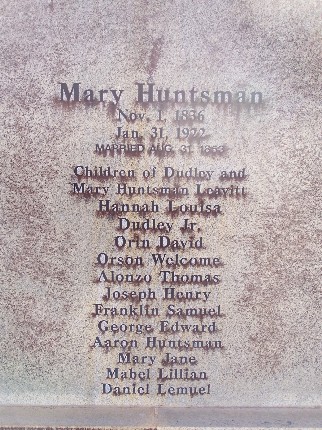 Mary Huntsman
Nov. 1, 1836
Jan. 31, 1922
MARRIED AUG. 31, 1853
Children of Dudley and
Mary Huntsman Leavitt
Hannah Louisa
Dudley Jr.
Orin David
Orson Welcome
Alonzo Thomas
Joseph Henry
Franklin Samuel
George Edward
Aaron Huntsman
Mary Jane
Mabel Lillian
Daniel Lemuel